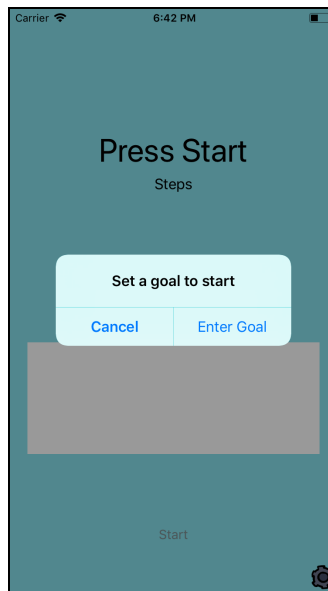 Carrier 6:42 PM
Press Start
Steps
Set a goal to start
Cancel Enter Goal
Start